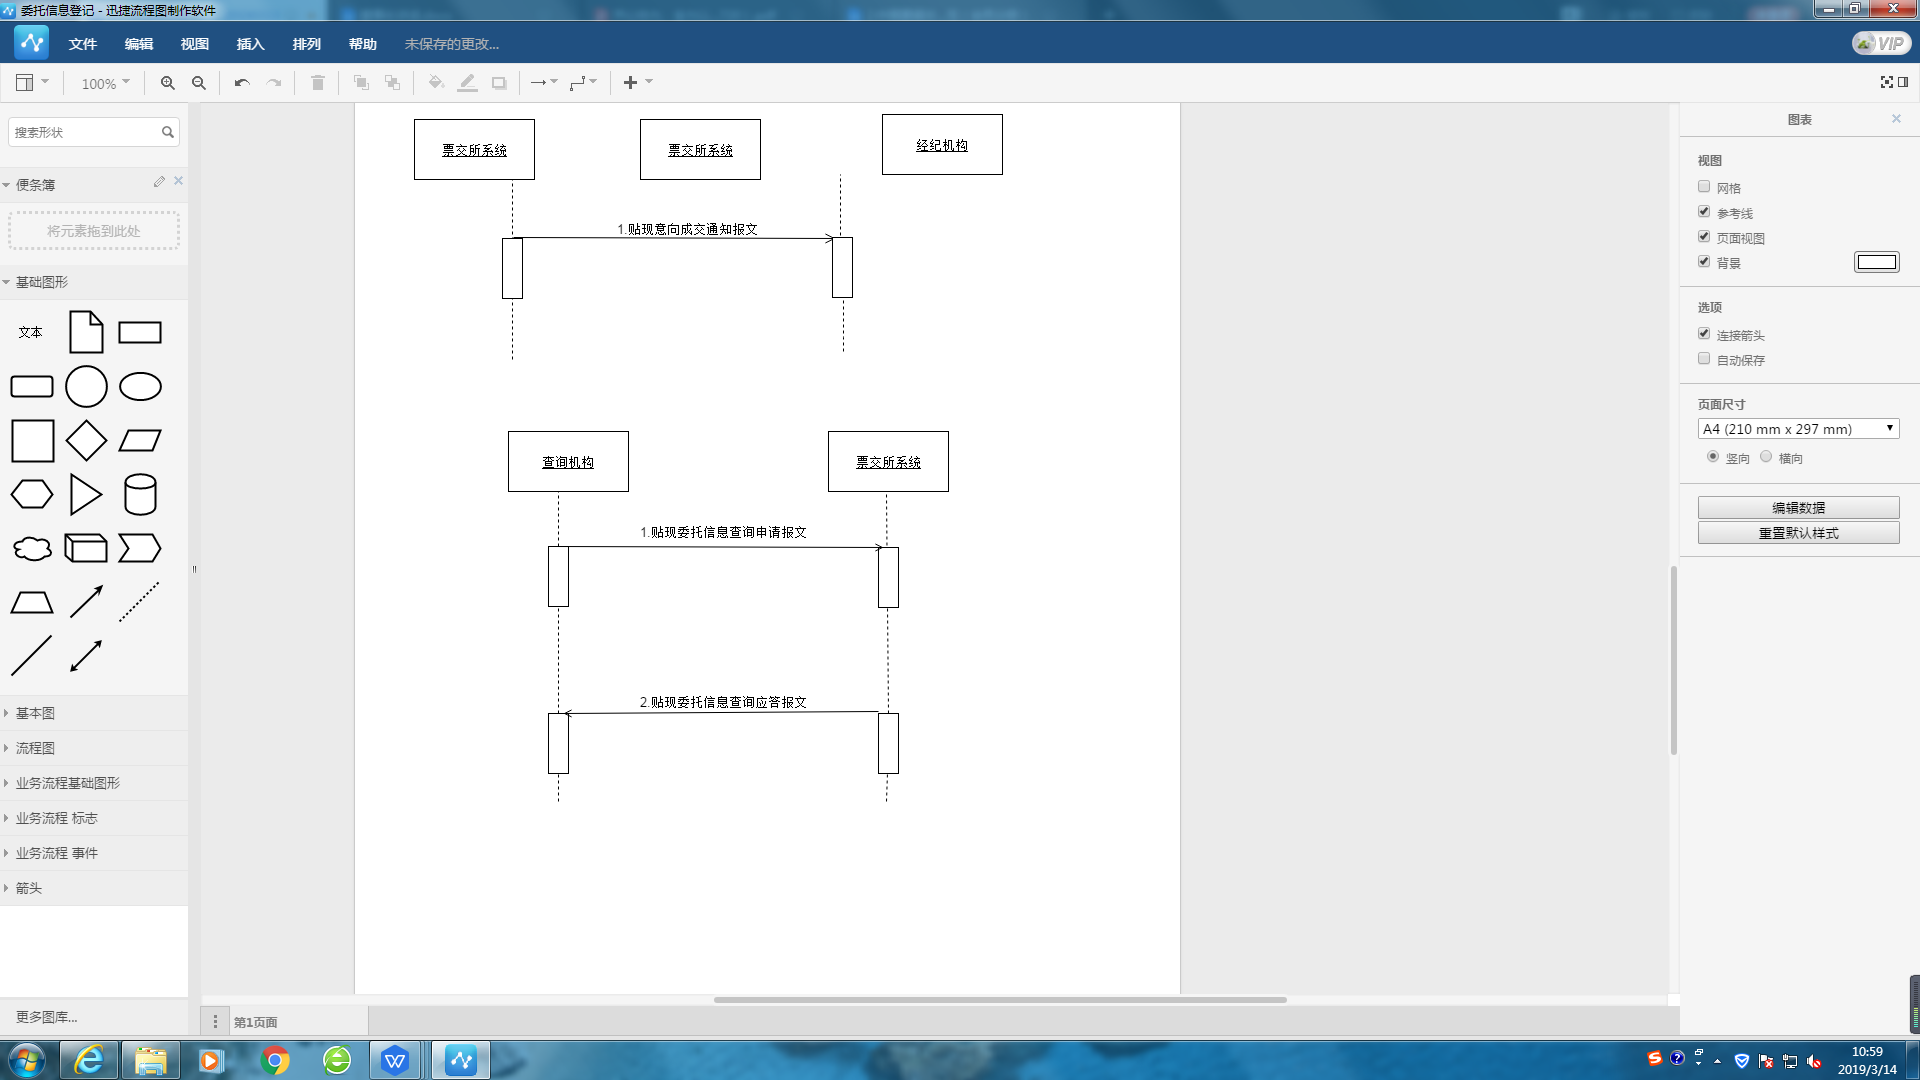 委托信息登记 - 迅捷流程图制作软件
文件 编辑 视图 插入 排列 帮助 未保存的更改...
VIP
100%
搜索形状
便条簿
将元素拖到此处
基础图形
文本
基本图
流程图
业务流程基础图形
业务流程 标志
业务流程 事件
箭头
更多图库...
票交所系统
票交所系统
经纪机构
1.贴现意向成交通知报文
查询机构
票交所系统
1.贴现委托信息查询申请报文
2.贴现委托信息查询应答报文
第1页面
图表
视图
网格
参考线
页面视图
背景
选项
连接箭头
自动保存
页面尺寸
A4 (210 mm x 297 mm)
竖向 横向
编辑数据
重置默认样式
10:59
2019/3/14